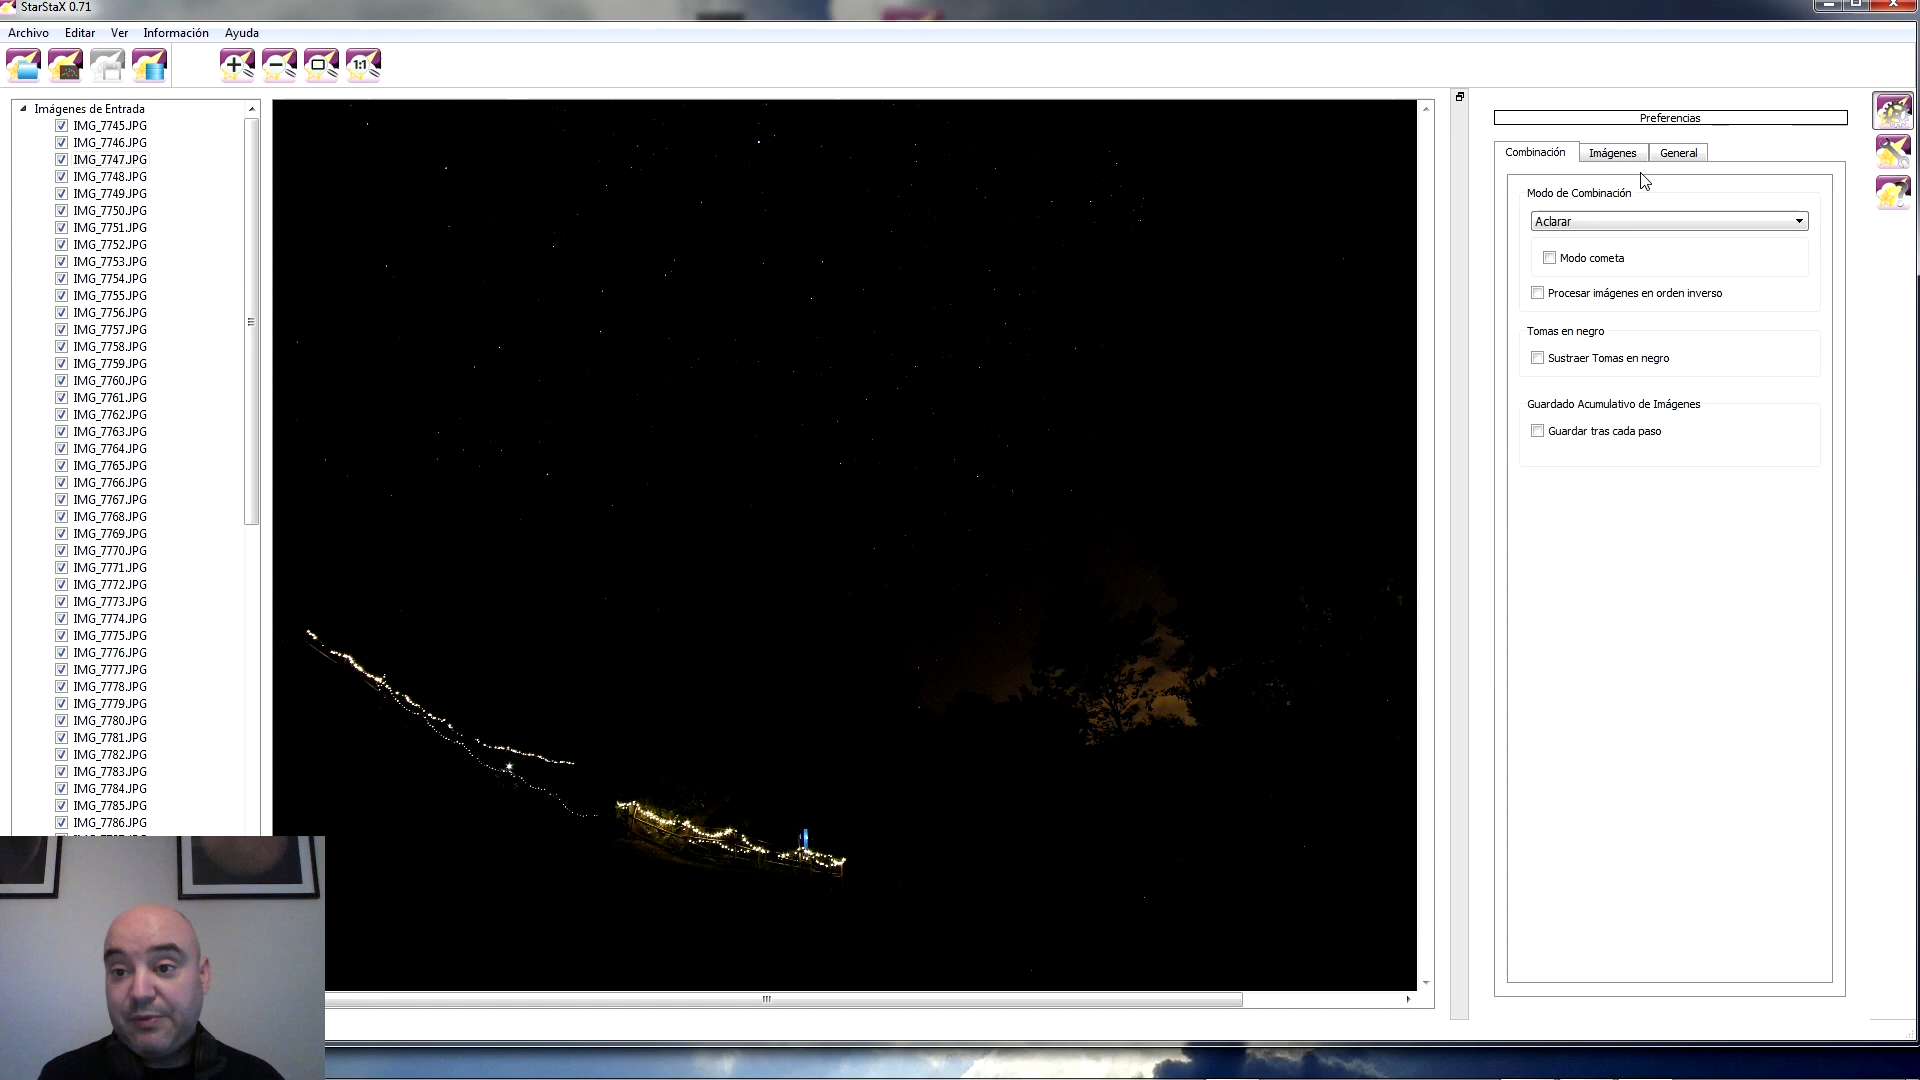 StarStaX 0.71
Archivo Editar Ver Información Ayuda
1:1
Imágenes de Entrada
IMG_7745.JPG
IMG_7746.JPG
IMG_7747.JPG
IMG_7748.JPG
IMG_7749.JPG
IMG_7750.JPG
IMG_7751.JPG
IMG_7752.JPG
IMG_7753.JPG
IMG_7754.JPG
IMG_7755.JPG
IMG_7756.JPG
IMG_7757.JPG
IMG_7758.JPG
IMG_7759.JPG
IMG_7760.JPG
IMG_7761.JPG
IMG_7762.JPG
IMG_7763.JPG
IMG_7764.JPG
IMG_7765.JPG
IMG_7766.JPG
IMG_7767.JPG
IMG_7768.JPG
IMG_7769.JPG
IMG_7770.JPG
IMG_7771.JPG
IMG_7772.JPG
IMG_7773.JPG
IMG_7774.JPG
IMG_7775.JPG
IMG_7776.JPG
IMG_7777.JPG
IMG_7778.JPG
IMG_7779.JPG
IMG_7780.JPG
IMG_7781.JPG
IMG_7782.JPG
IMG_7783.JPG
IMG_7784.JPG
IMG_7785.JPG
IMG_7786.JPG
Preferencias
Combinación Imágenes General
Modo de Combinación
Aclarar
Modo cometa
Procesar imágenes en orden inverso
Tomas en negro
Sustraer Tomas en negro
Guardado Acumulativo de Imágenes
Guardar tras cada paso